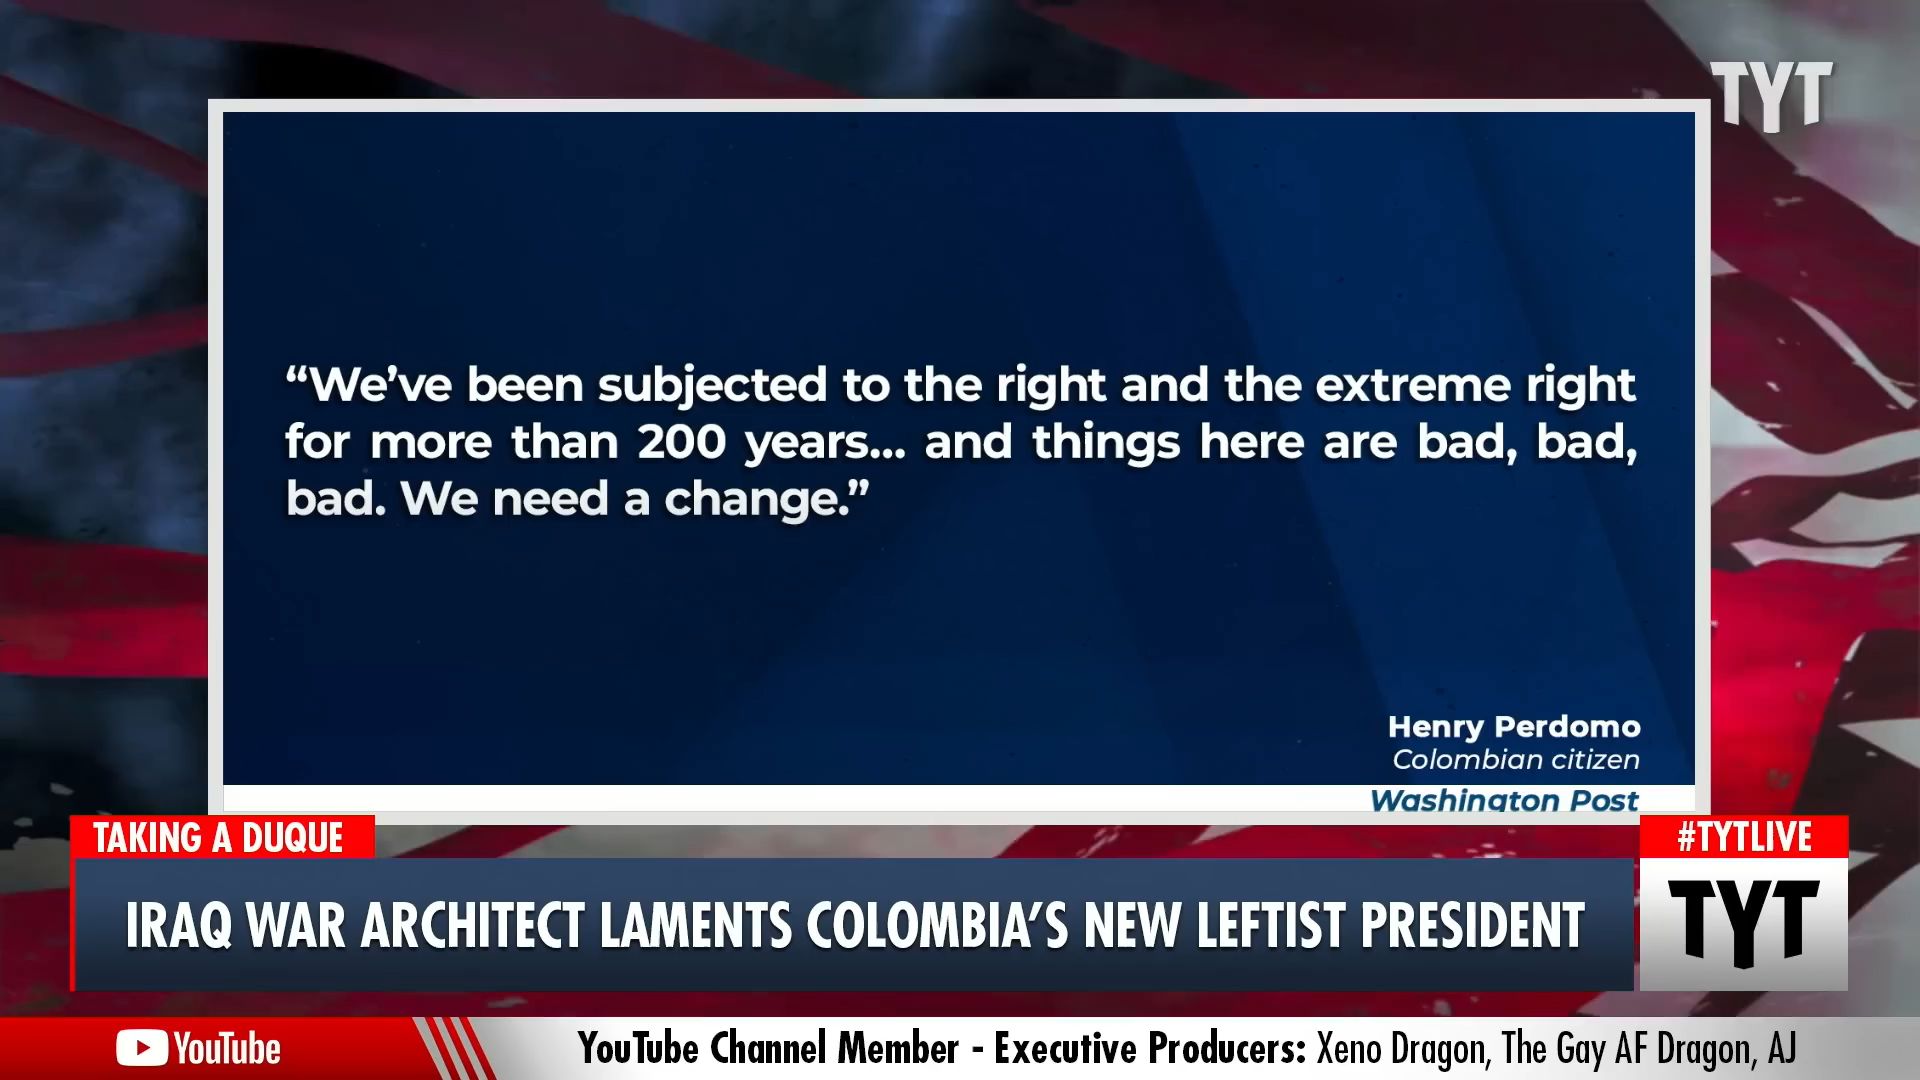 TYT
“We’ve been subjected to the right and the extreme right
for more than 200 years... and things here are bad, bad,
bad. We need a change.”
Henry Perdomo
Colombian citizen
Washington Post
TAKING A DUQUE
#TYTLIVE
IRAQ WAR ARCHITECT LAMENTS COLOMBIA’S NEW LEFTIST PRESIDENT
TYT
YouTube
YouTube Channel Member - Executive Producers: Xeno Dragon, The Gay AF Dragon, AJ